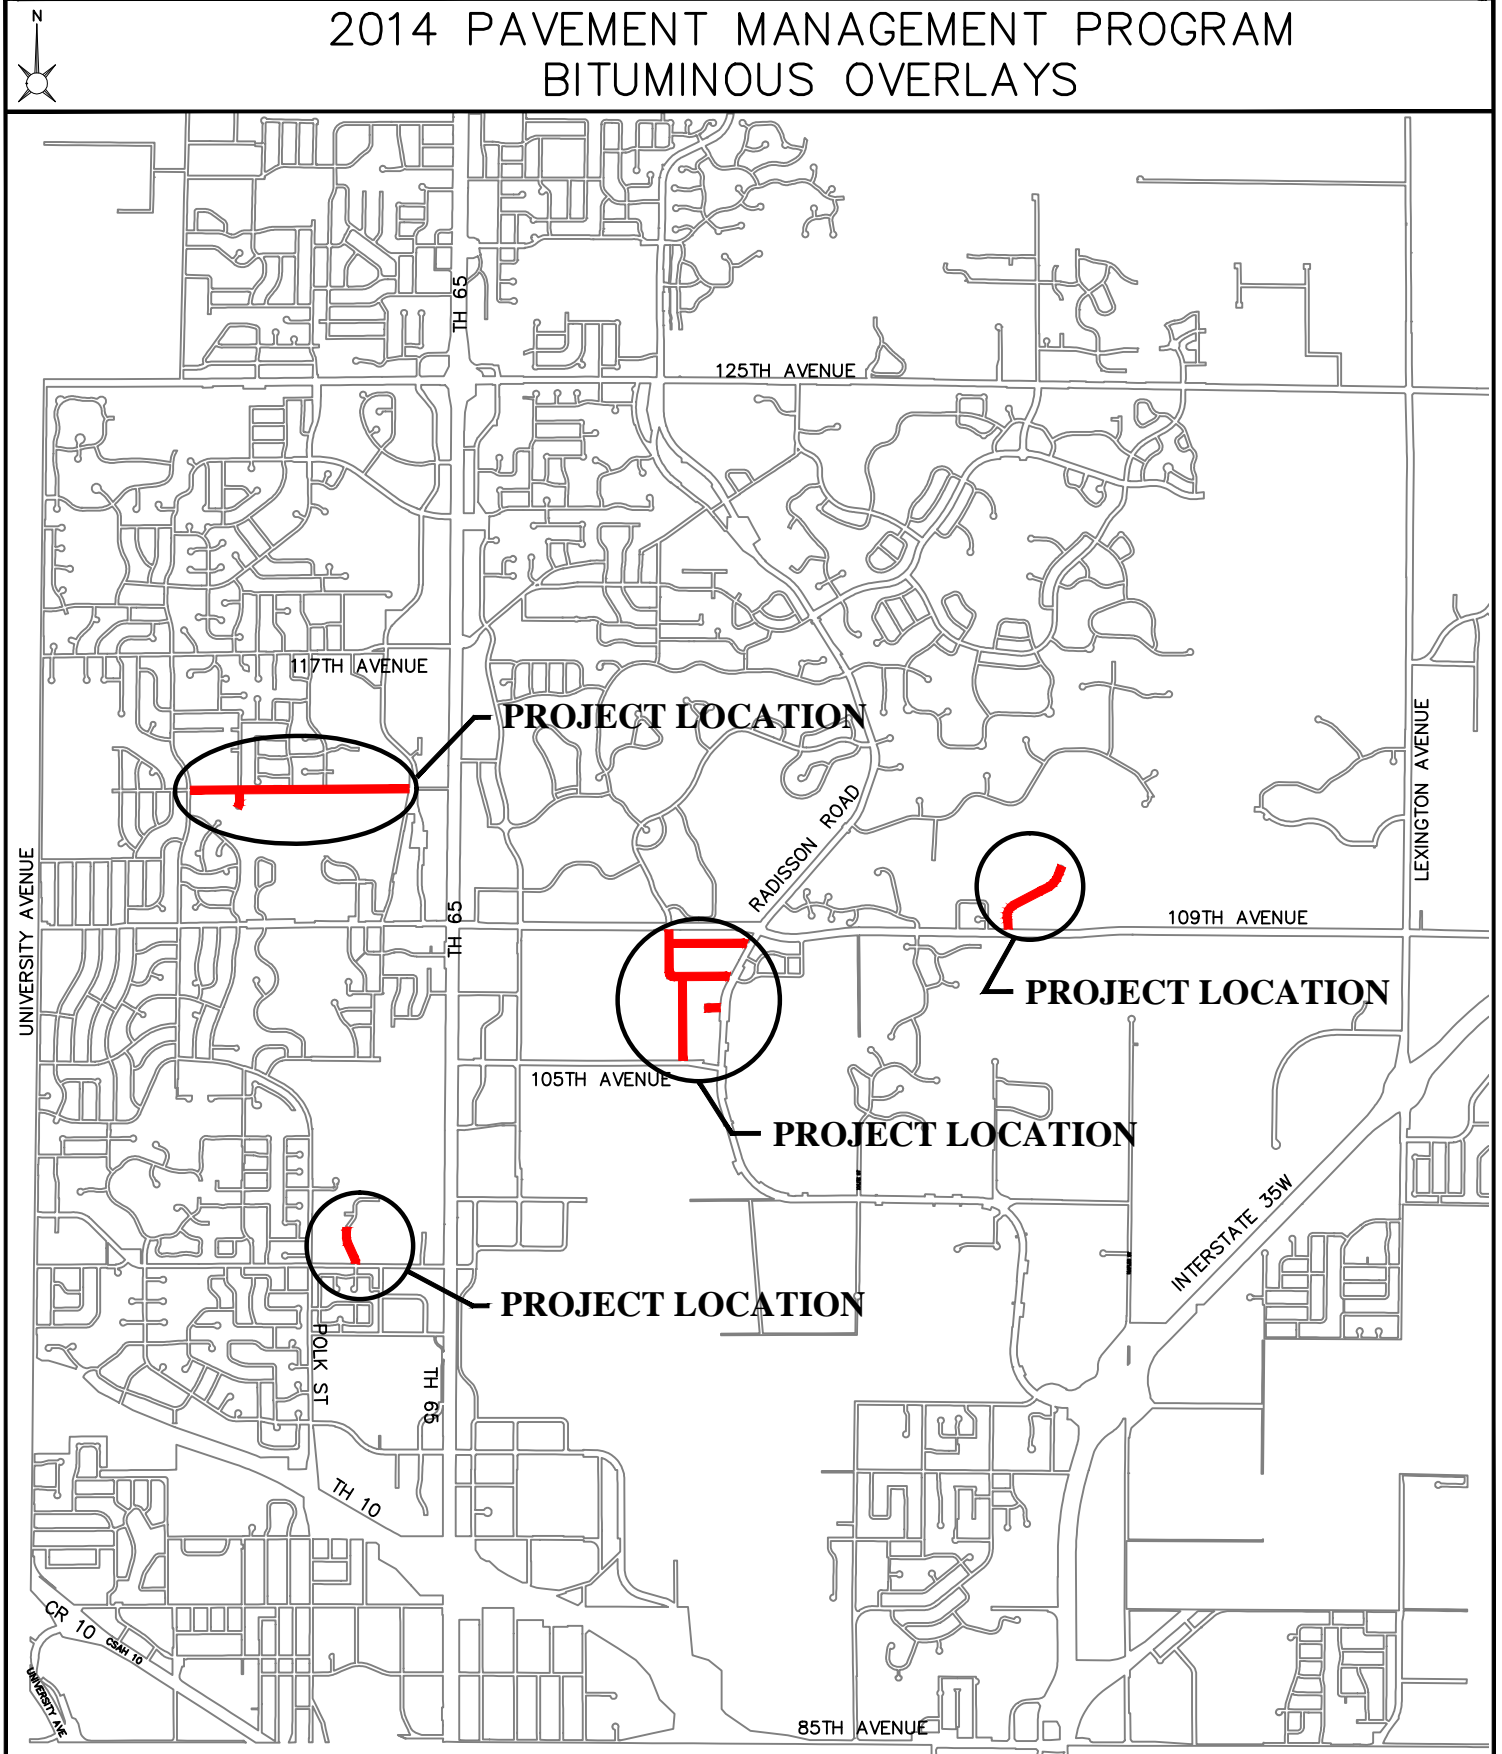 N
2014 PAVEMENT MANAGEMENT PROGRAM
BITUMINOUS OVERLAYS
TH 65
125TH AVENUE
117TH AVENUE
PROJECT LOCATION
LEXINGTON AVENUE
RADISSON ROAD
UNIVERSITY AVENUE
TH 65
109TH AVENUE
PROJECT LOCATION
105TH AVENUE
PROJECT LOCATION
INTERSTATE 35W
PROJECT LOCATION
POLK ST
TH 65
TH 10
CR 10
CSAH 10
UNIVERSITY AVE
85TH AVENUE